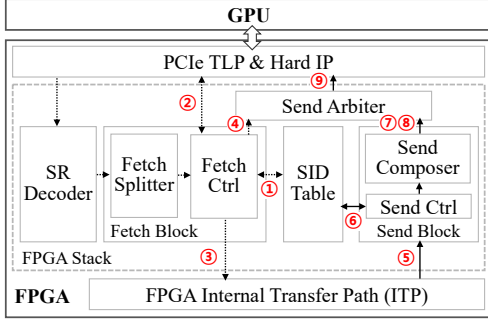 GPU
PCIe TLP & Hard IP
⑨
②
④
Send Arbiter
⑦ ⑧
SR
Decoder
Fetch
Splitter
Fetch
Ctrl
①
SID
Table
Send
Composer
⑥
Send Ctrl
Fetch Block
Send Block
FPGA Stack
③
⑤
FPGA
FPGA Internal Transfer Path (ITP)